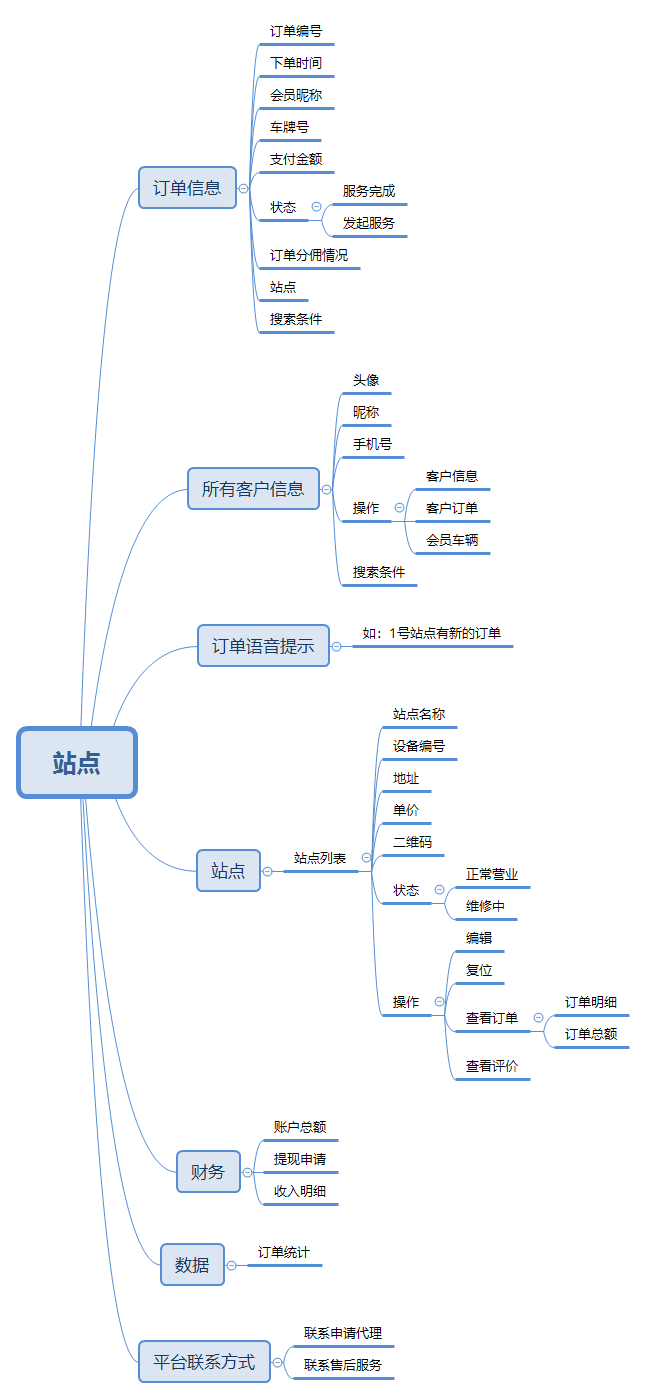 订单编号
下单时间
会员昵称
车牌号
支付金额
订单信息
状态
服务完成
发起服务
订单分佣情况
站点
搜索条件
头像
昵称
手机号
所有客户信息
操作
客户信息
客户订单
会员车辆
搜索条件
订单语音提示
如：1号站点有新的订单
站点
站点名称
设备编号
地址
单价
二维码
站点
站点列表
状态
正常营业
维修中
操作
编辑
复位
查看订单
订单明细
订单总额
查看评价
财务
账户总额
提现申请
收入明细
数据
订单统计
平台联系方式
联系申请代理
联系售后服务